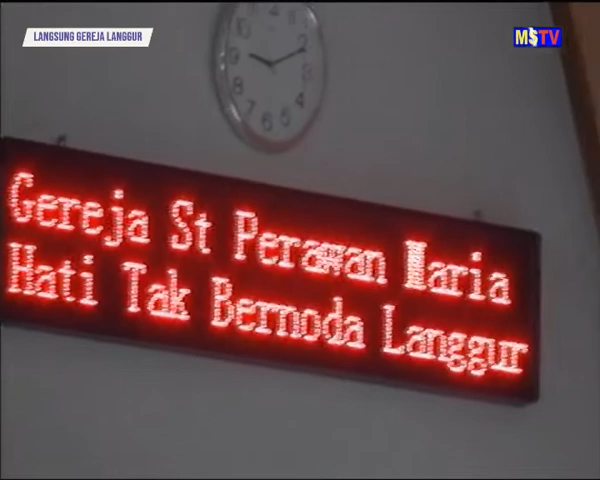 LANGSUNG GEREJA LANGGUR
MSTV
Gereja St Perawan Maria
Hati Tak Bernoda Langgur